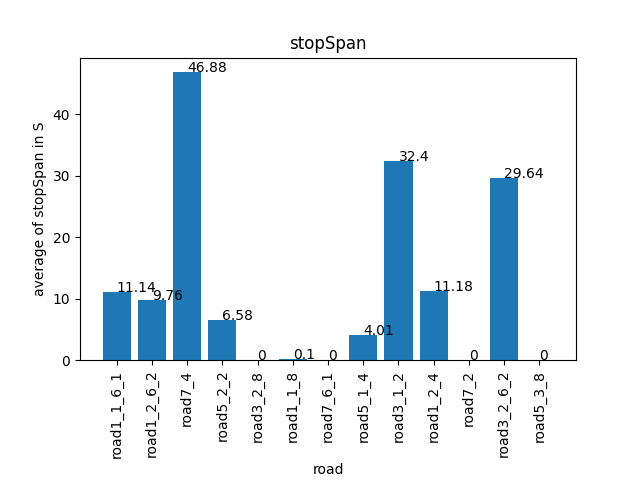 stopSpan
average of stopSpan in S
40
30
20
10
0
46.88
32.4
29.64
11.14
9.76
11.18
6.58
4.01
0
0.1
0
0
0
road1_1_6_1
road1_2_6_2
road7_4
road5_2_2
road3_2_8
road1_1_8
road7_6_1
road5_1_4
road3_1_2
road1_2_4
road7_2
road3_2_6_2
road5_3_8
road